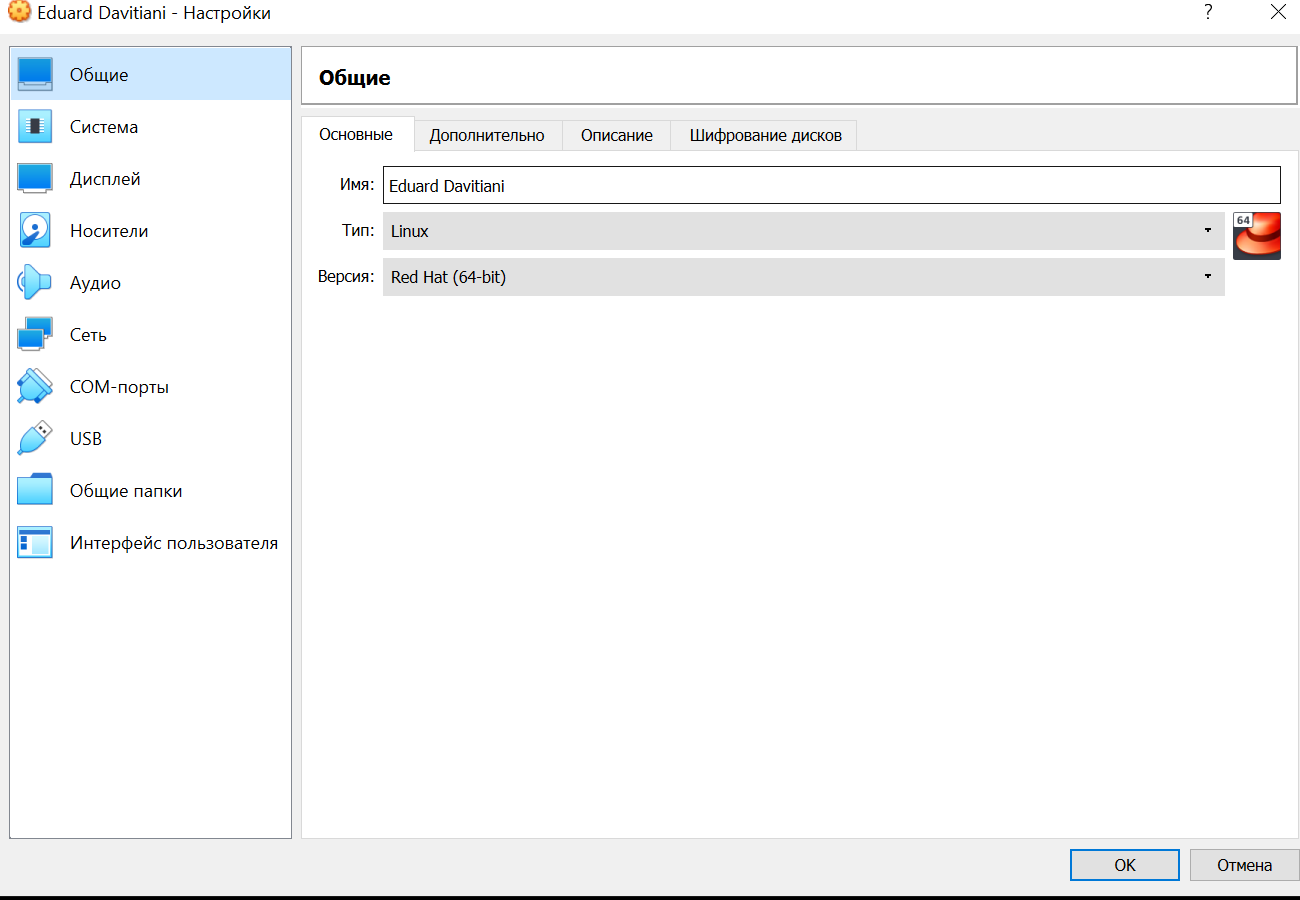 Eduard Davitiani - Настройки
?
Общие
Система
Дисплей
Носители
Аудио
Сеть
COM-порты
USB
Общие папки
Интерфейс пользователя
Общие
Основные Дополнительно Описание Шифрование дисков
Имя: Eduard Davitiani
Тип: Linux
64
Версия: Red Hat (64-bit)
OK Отмена